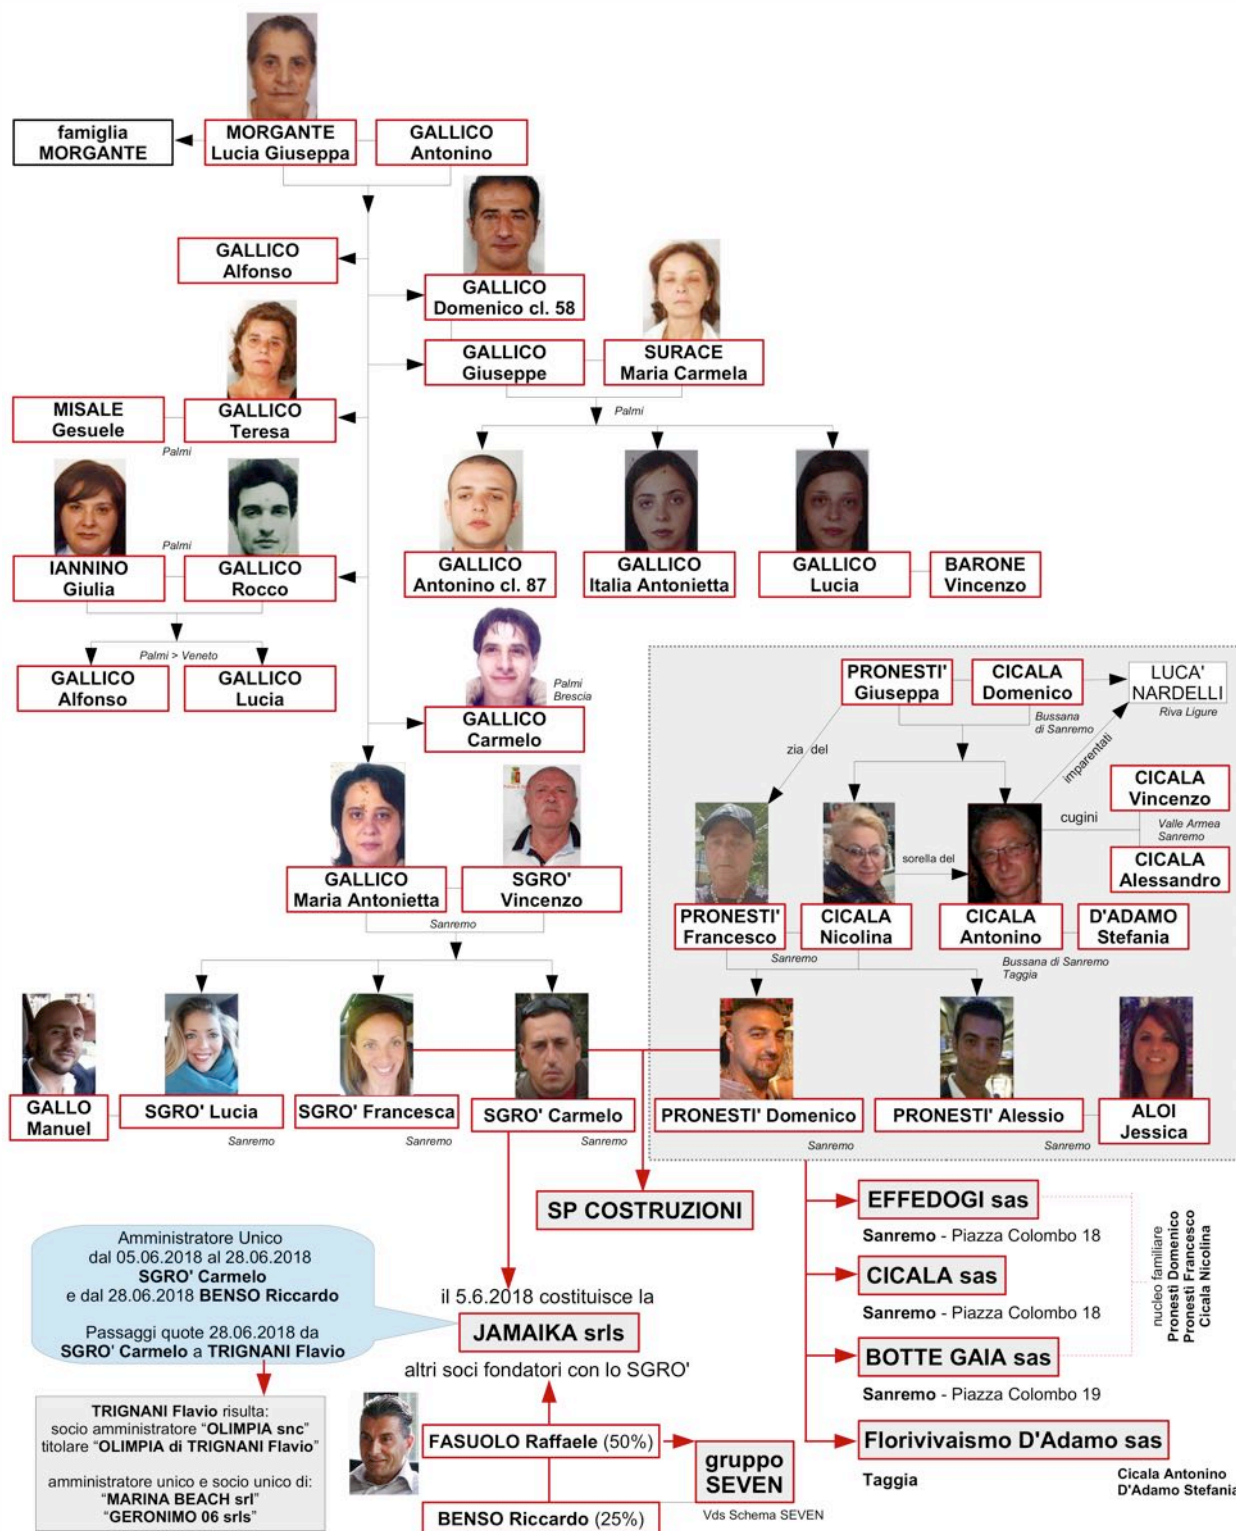 famiglia
MORGANTE
MORGANTE
Lucia Giuseppa
GALLICO
Antonino
GALLICO
Alfonso
GALLICO
Domenico cl. 58
GALLICO
Giuseppe
SURACE
Maria Carmela
Palmi
MISALE
Gesuele
GALLICO
Teresa
Palmi
IANNINO
Giulia
Palmi
GALLICO
Rocco
GALLICO
Antonino cl. 87
GALLICO
Italia Antonietta
GALLICO
Lucia
BARONE
Vincenzo
Palmi > Veneto
GALLICO
Alfonso
GALLICO
Lucia
Palmi
Brescia
GALLICO
Carmelo
PRONESTI'
Giuseppa
CICALA
Domenico
LUCA'
NARDELLI
Riva Ligure
Bussana
di Sanremo
zia del
imparentati
CICALA
Vincenzo
cugini
Valle Armea
Sanremo
CICALA
Alessandro
sorella del
GALLICO
Maria Antonietta
SGRO'
Vincenzo
Sanremo
PRONESTI'
Francesco
CICALA
Nicolina
Sanremo
CICALA
Antonino
D'ADAMO
Stefania
Bussana di Sanremo
Taggia
GALLO
Manuel
SGRO' Lucia
Sanremo
SGRO' Francesca
Sanremo
SGRO' Carmelo
Sanremo
PRONESTI' Domenico
Sanremo
PRONESTI' Alessio
Sanremo
ALOI
Jessica
SP COSTRUZIONI
EFFEDOGI sas
Sanremo - Piazza Colombo 18
CICALA sas
Sanremo - Piazza Colombo 18
BOTTE GAIA sas
Sanremo - Piazza Colombo 19
nucleo familiare
Pronesti Domenico
Pronesti Francesco
Cicala Nicolina
Florivivaismo D'Adamo sas
Taggia
Cicala Antonino
D'Adamo Stefania
Amministratore Unico
dal 05.06.2018 al 28.06.2018
SGRO' Carmelo
e dal 28.06.2018 BENSO Riccardo
Passaggi quote 28.06.2018 da
SGRO' Carmelo a TRIGNANI Flavio
il 5.6.2018 costituisce la
JAMAIKA srls
altri soci fondatori con lo SGRO'
TRIGNANI Flavio risulta:
socio amministratore "OLIMPIA snc"
titolare "OLIMPIA di TRIGNANI Flavio"
amministratore unico e socio unico di:
"MARINA BEACH srl"
"GERONIMO 06 srls"
FASUOLO Raffaele (50%)
gruppo
SEVEN
BENSO Riccardo (25%)
Vds Schema SEVEN